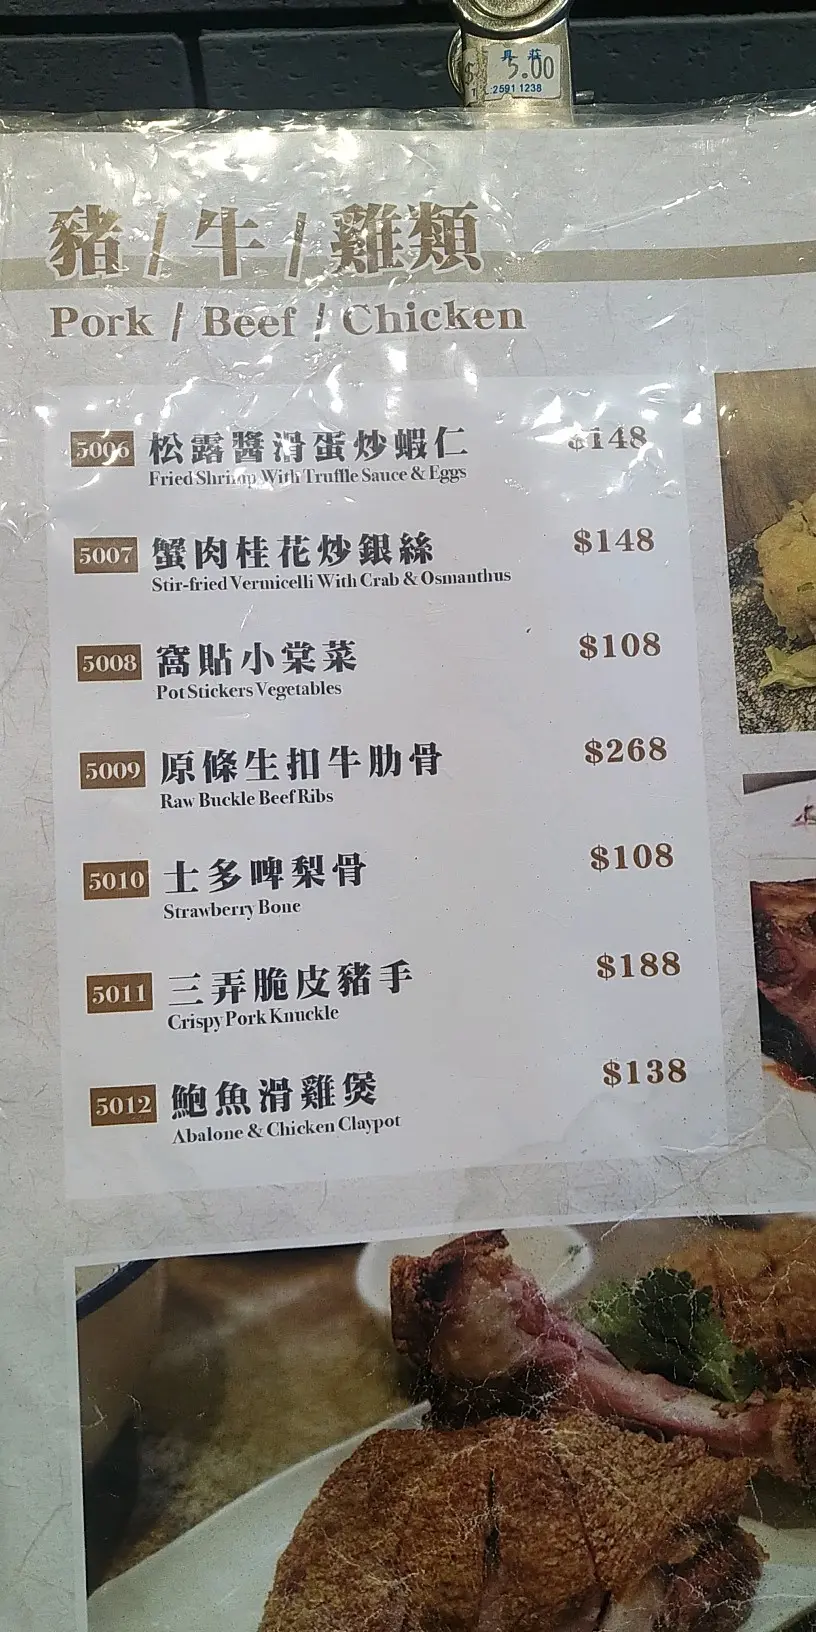 $5.00
2591 1238
豬 / 牛 / 雞類
Pork / Beef / Chicken
5006 松露醬滑蛋炒蝦仁 $148
Fried Shrimp With Truffle Sauce & Eggs
5007 蟹肉桂花炒銀絲 $148
Stir-fried Vermicelli With Crab & Osmanthus
5008 窩貼小棠菜 $108
Pot Stickers Vegetables
5009 原條生扣牛肋骨 $268
Raw Buckle Beef Ribs
5010 士多啤梨骨 $108
Strawberry Bone
5011 三弄脆皮豬手 $188
Crispy Pork Knuckle
5012 鮑魚滑雞煲 $138
Abalone & Chicken Claypot